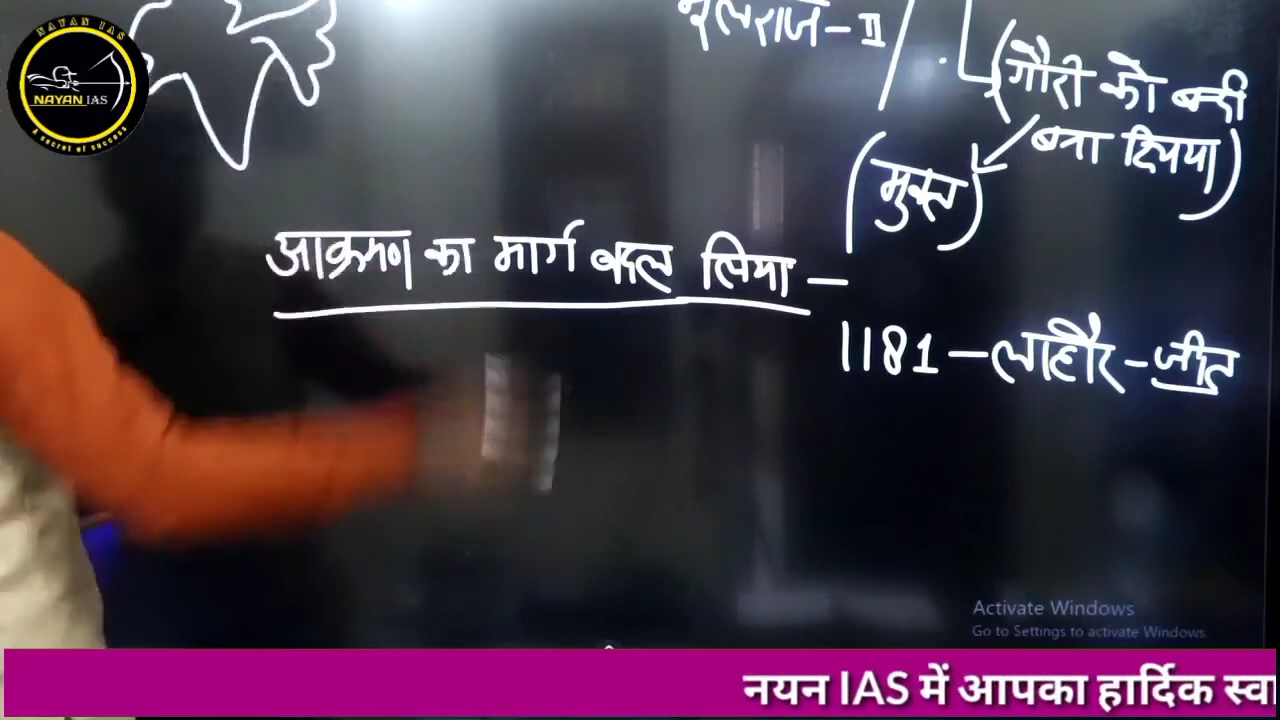 NAYAN IAS
NAYAN IAS
A secret of success
मूलराज - II
(गौरी को बन्दी
बना लिया)
(मुक्त)
आक्रमण का मार्ग बदल लिया –
1181 – लाहौर - जीत
Activate Windows
Go to Settings to activate Windows.
नयन IAS में आपका हार्दिक स्वा